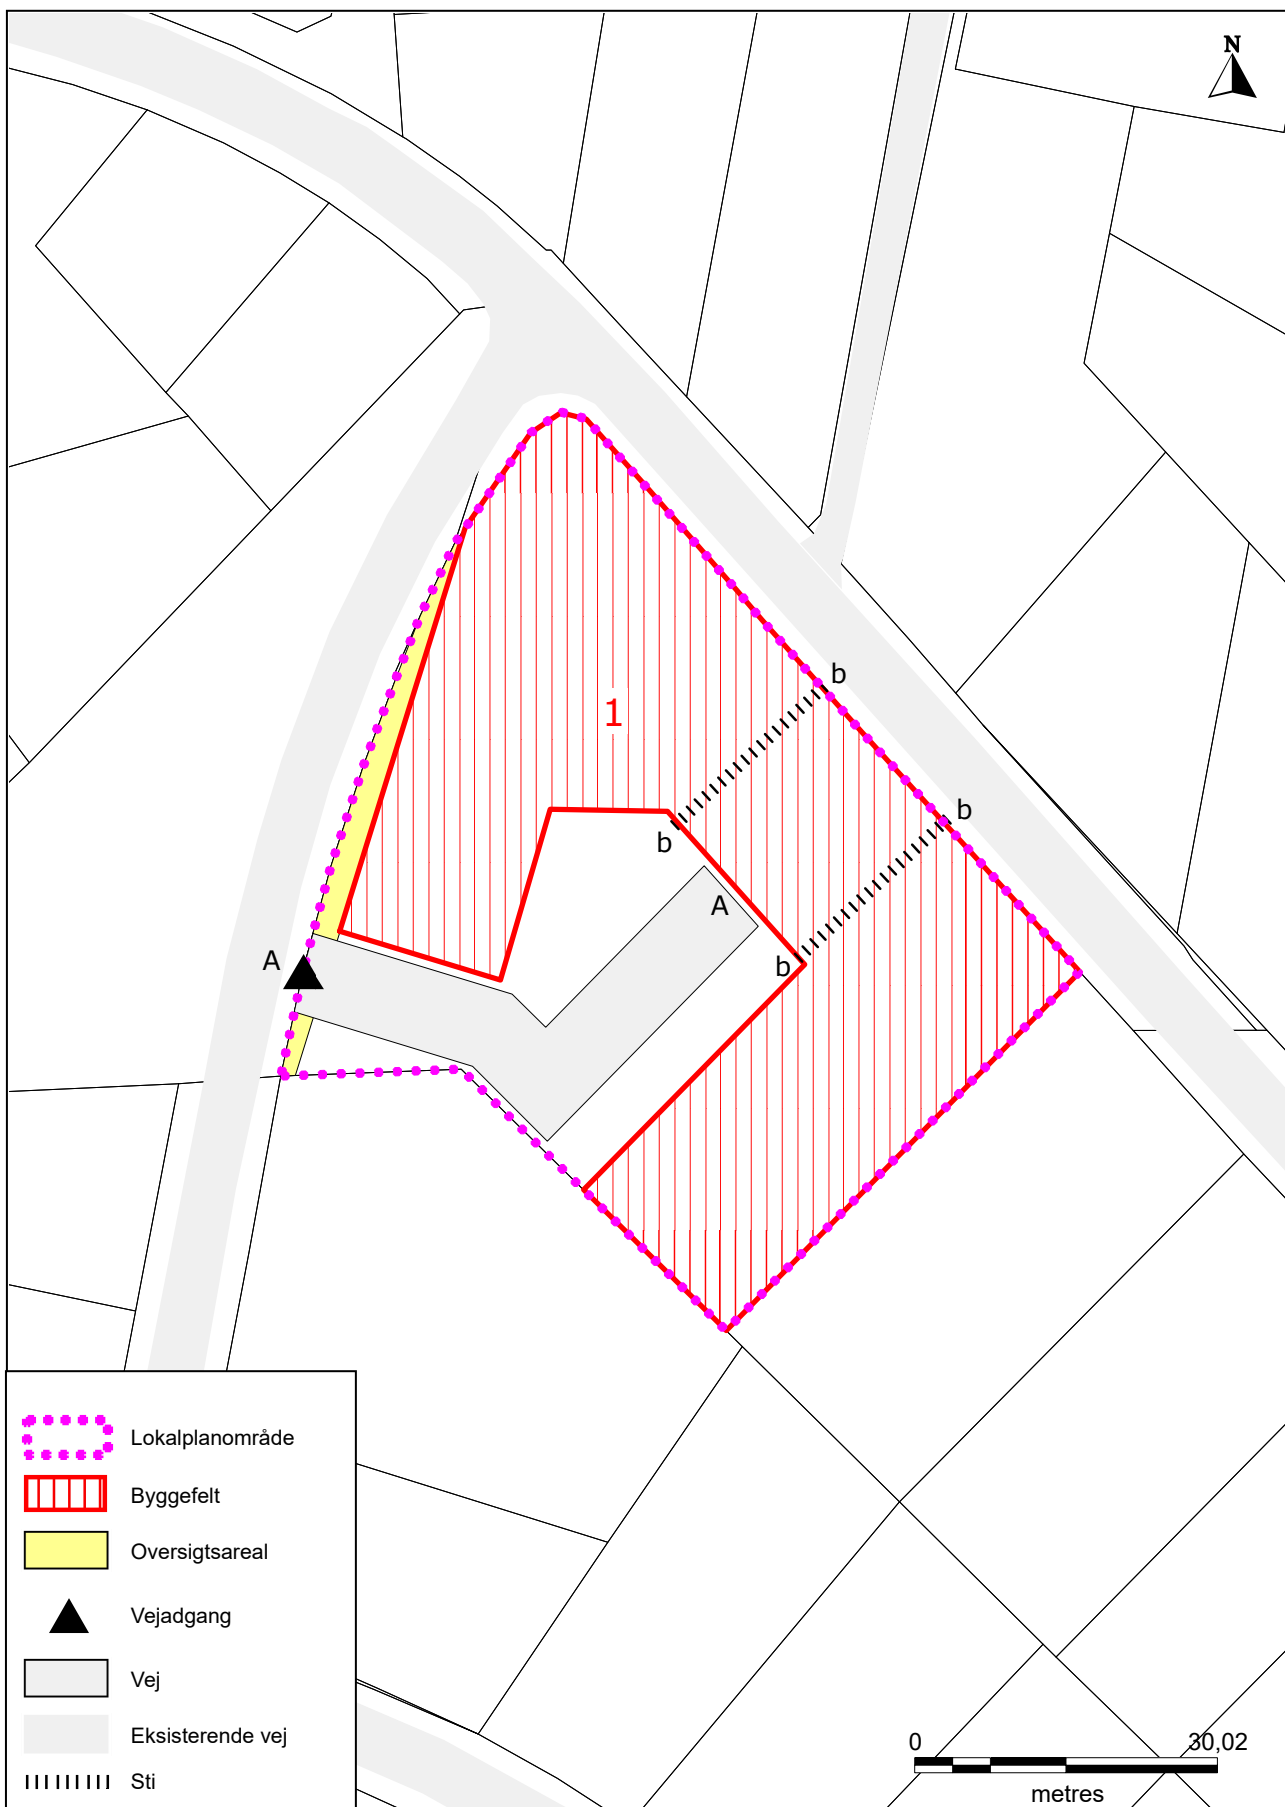 N
b
1
b
b
A
b
A
Lokalplanområde
Byggefelt
Oversigtsareal
Vejadgang
Vej
Eksisterende vej
Sti
0 30,02
metres